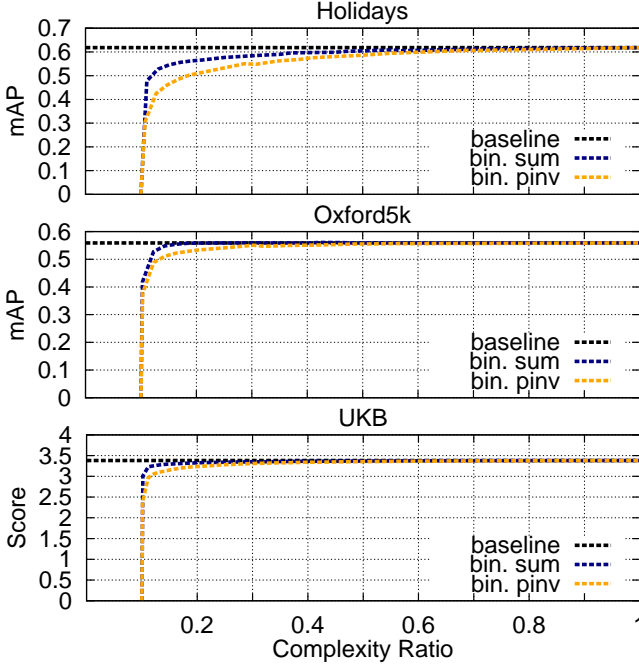 Holidays
0.7
0.6
0.5
0.4
0.3
0.2
0.1
0
mAP
baseline
bin. sum
bin. pinv
Oxford5k
0.6
0.5
0.4
0.3
0.2
0.1
0
mAP
baseline
bin. sum
bin. pinv
UKB
4
3.5
3
2.5
2
1.5
1
0.5
0
Score
baseline
bin. sum
bin. pinv
0.2 0.4 0.6 0.8 1
Complexity Ratio